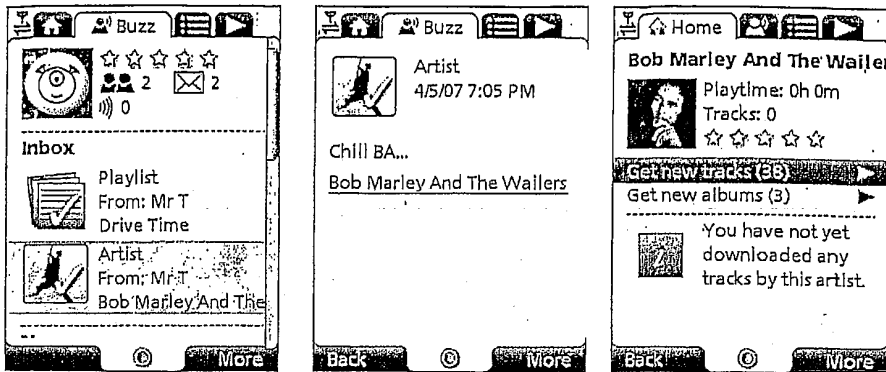 Buzz
2
2
0
Inbox
Playlist
From: Mr T
Drive Time
Artist
From: Mr T
Bob Marley And The
More
Buzz
Artist
4/5/07 7:05 PM
Chill BA...
Bob Marley And The Wailers
Back
More
Home
Bob Marley And The Wailer
Playtime: 0h 0m
Tracks: 0
Get new tracks (38)
Get new albums (3)
You have not yet
downloaded any
tracks by this artist.
Back
More